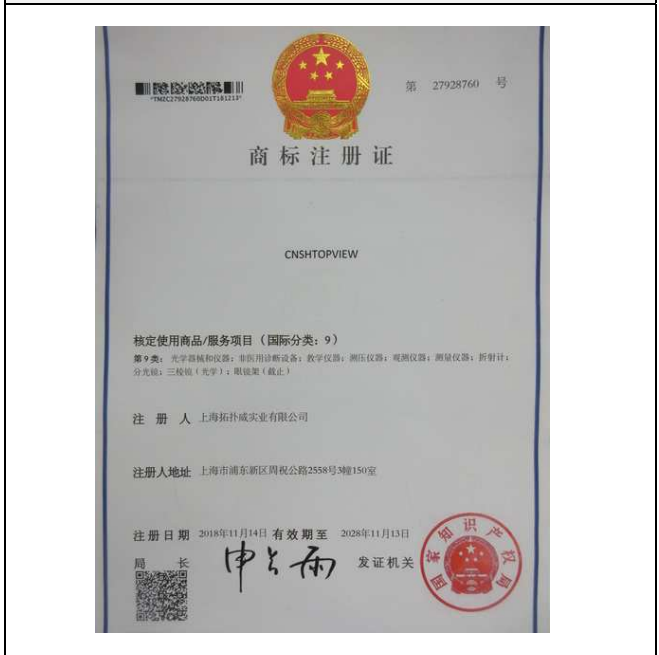 *TMZC27928760D01T181213*
第 27928760 号
商标注册证
CNSHTOPVIEW
核定使用商品/服务项目（国际分类：9）
第9类：光学器械和仪器；非医用诊断设备；教学仪器；测压仪器；观测仪器；测量仪器；折射计；
分光镜；三棱镜（光学）；眼镜架（截止）
注册人 上海拓扑威实业有限公司
注册人地址 上海市浦东新区周祝公路2558号3幢150室
注册日期 2018年11月14日 有效期至 2028年11月13日
局长 申长雨 发证机关
国家知识产权局